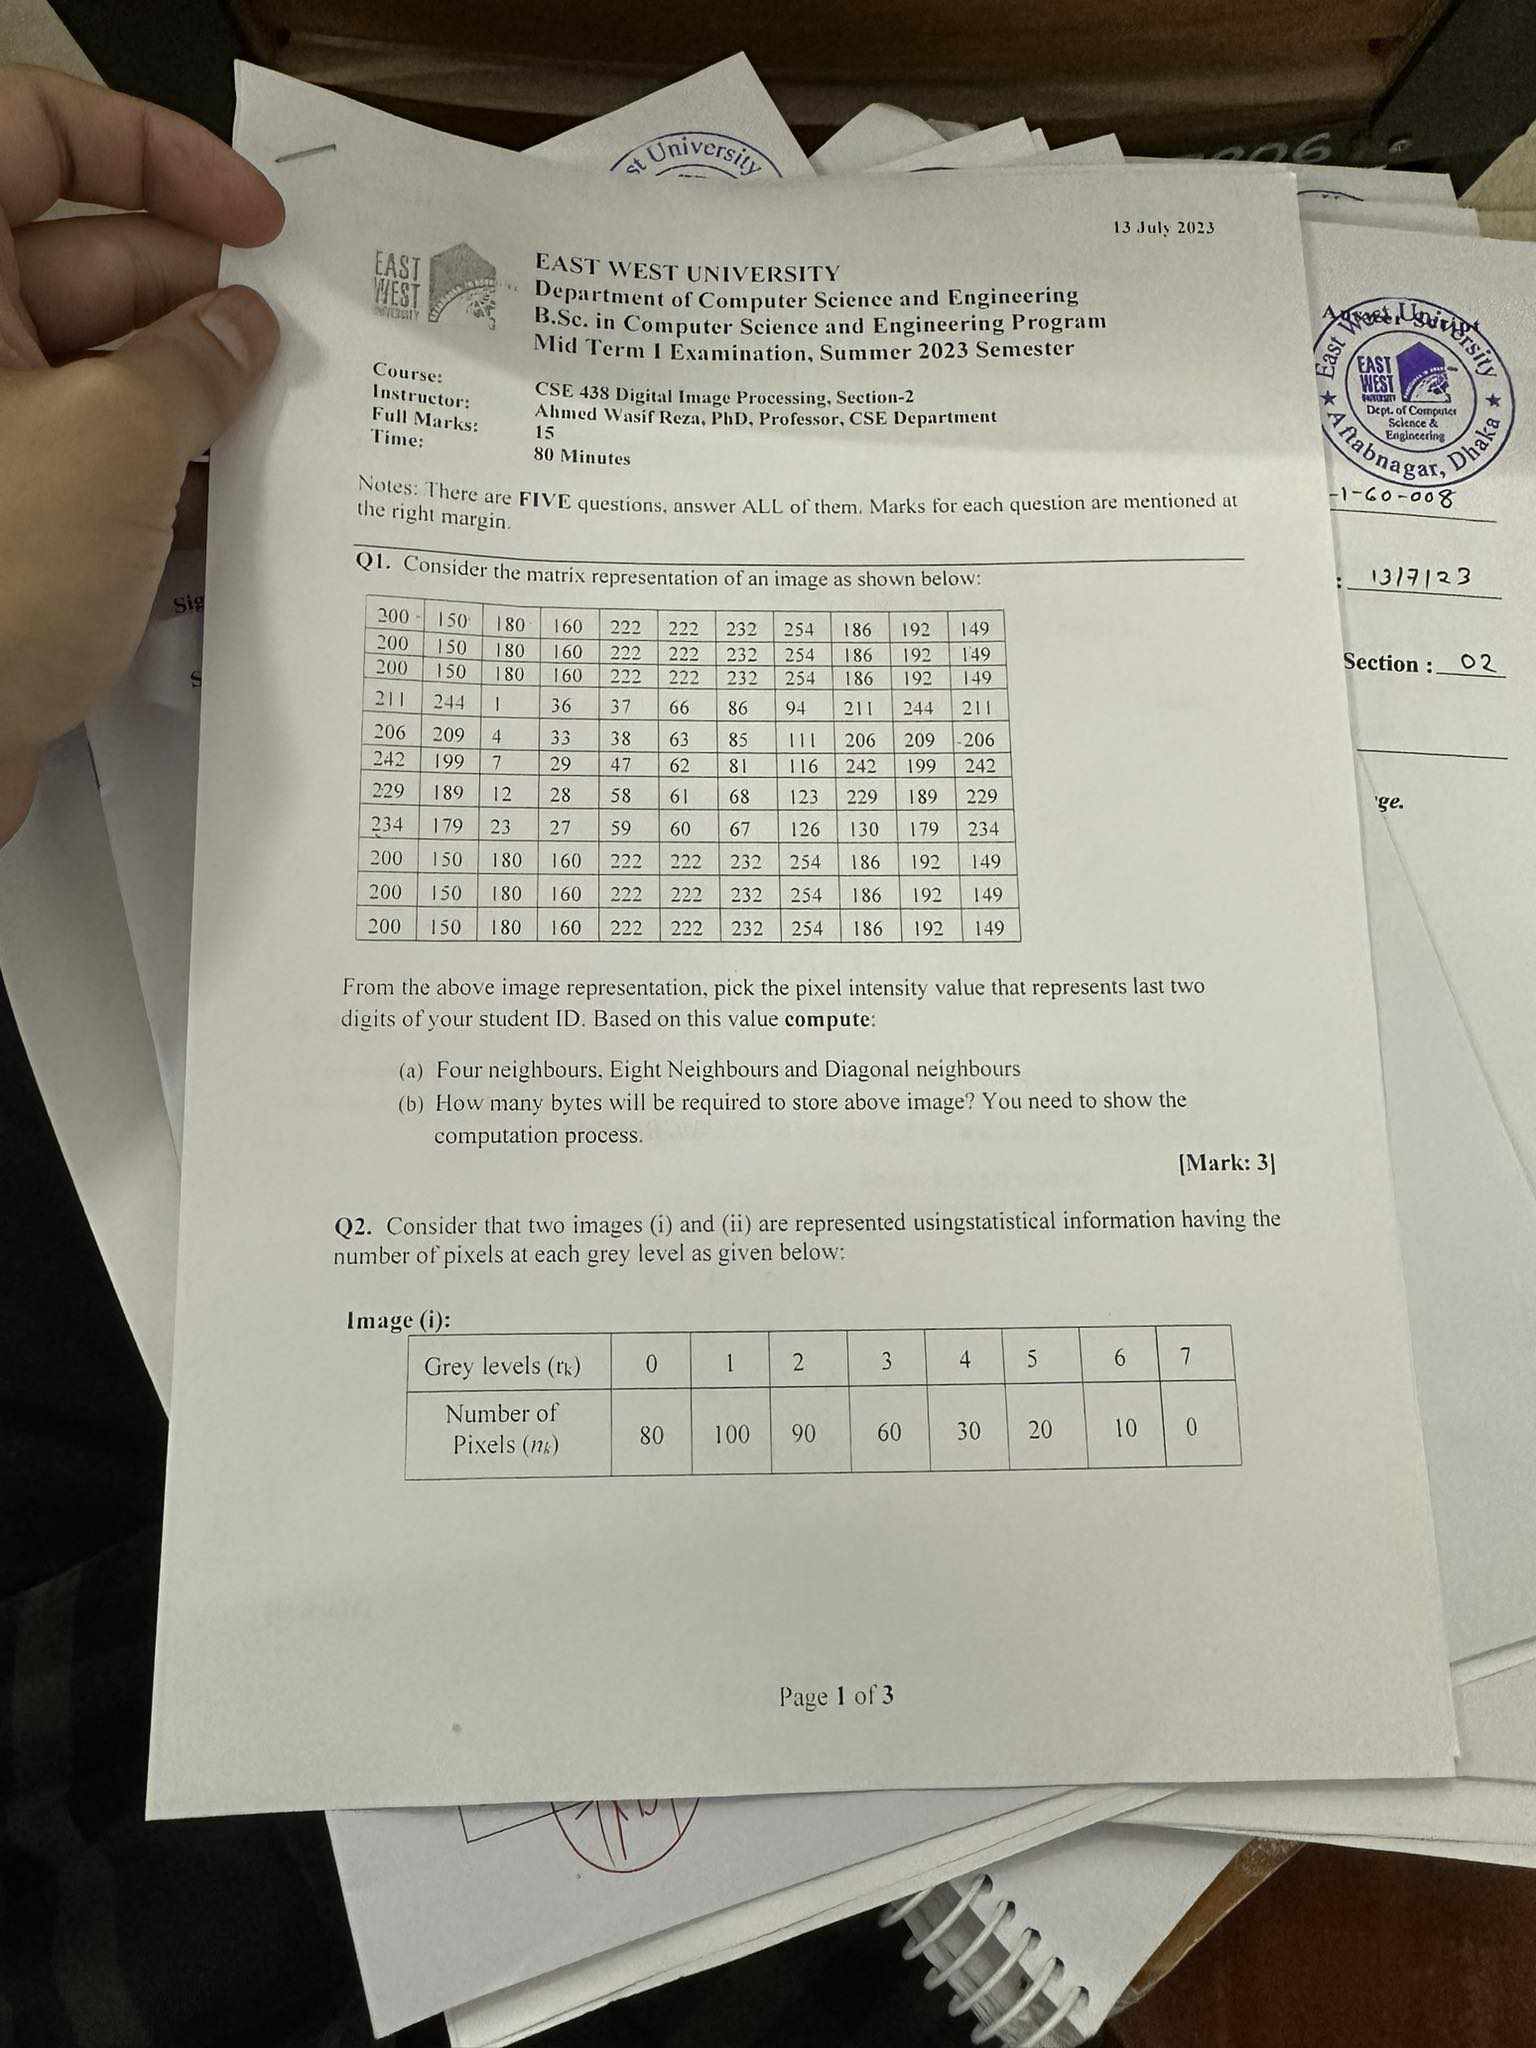 st University
806
13 July 2023
EAST
WEST
UNIVERSITY
EAST WEST UNIVERSITY
Department of Computer Science and Engineering
B.Sc. in Computer Science and Engineering Program
Mid Term I Examination, Summer 2023 Semester
Course: CSE 438 Digital Image Processing, Section-2
Instructor: Ahmed Wasif Reza, PhD, Professor, CSE Department
Full Marks: 15
Time: 80 Minutes
Notes: There are FIVE questions, answer ALL of them. Marks for each question are mentioned at
the right margin.
Q1. Consider the matrix representation of an image as shown below:
200 150 180 160 222 222 232 254 186 192 149
200 150 180 160 222 222 232 254 186 192 149
200 150 180 160 222 222 232 254 186 192 149
211 244 1 36 37 66 86 94 211 244 211
206 209 4 33 38 63 85 111 206 209 206
242 199 7 29 47 62 81 116 242 199 242
229 189 12 28 58 61 68 123 229 189 229
234 179 23 27 59 60 67 126 130 179 234
200 150 180 160 222 222 232 254 186 192 149
200 150 180 160 222 222 232 254 186 192 149
200 150 180 160 222 222 232 254 186 192 149
From the above image representation, pick the pixel intensity value that represents last two
digits of your student ID. Based on this value compute:
(a) Four neighbours, Eight Neighbours and Diagonal neighbours
(b) How many bytes will be required to store above image? You need to show the
computation process.
[Mark: 3]
Q2. Consider that two images (i) and (ii) are represented usingstatistical information having the
number of pixels at each grey level as given below:
Image (i):
Grey levels (rk) 0 1 2 3 4 5 6 7
Number of
Pixels (nk) 80 100 90 60 30 20 10 0
Page 1 of 3
Answer Script
East West University
EAST
WEST
UNIVERSITY
Dept. of Computer
Science &
Engineering
Aftabnagar, Dhaka
-1-60-008
: 13/7/23
Section : 02
ge.
Sig
S